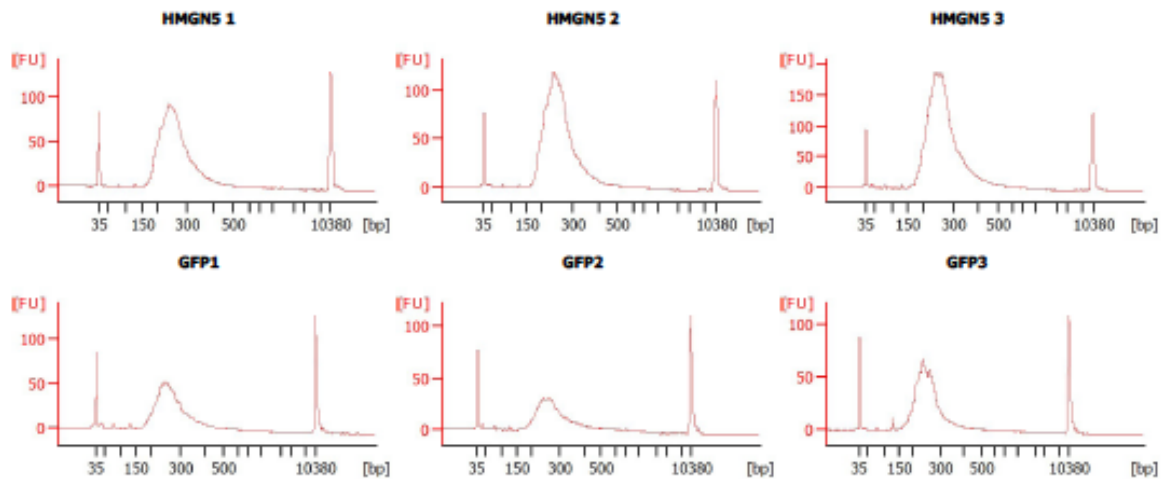 HMGN5 1 HMGN5 2 HMGN5 3
[FU] [FU] [FU]
100 100 150
50 50 100
0 0 50
0
35 150 300 500 10380 [bp] 35 150 300 500 10380 [bp] 35 150 300 500 10380 [bp]
GFP1 GFP2 GFP3
[FU] [FU] [FU]
100 100 100
50 50 50
0 0 0
35 150 300 500 10380 [bp] 35 150 300 500 10380 [bp] 35 150 300 500 10380 [bp]